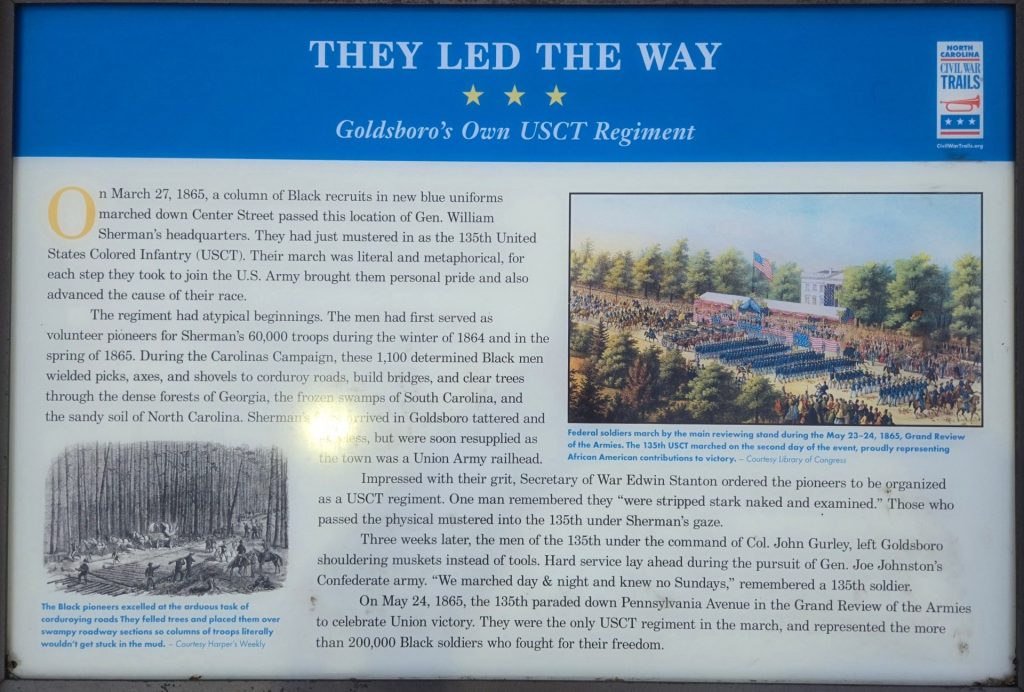 THEY LED THE WAY
Goldsboro's Own USCT Regiment
NORTH
CAROLINA
CIVIL WAR
TRAILS
CivilWarTrails.org
On March 27, 1865, a column of Black recruits in new blue uniforms
marched down Center Street passed this location of Gen. William
Sherman's headquarters. They had just mustered in as the 135th United
States Colored Infantry (USCT). Their march was literal and metaphorical, for
each step they took to join the U.S. Army brought them personal pride and also
advanced the cause of their race.
The regiment had atypical beginnings. The men had first served as
volunteer pioneers for Sherman's 60,000 troops during the winter of 1864 and in the
spring of 1865. During the Carolinas Campaign, these 1,100 determined Black men
wielded picks, axes, and shovels to corduroy roads, build bridges, and clear trees
through the dense forests of Georgia, the frozen swamps of South Carolina, and
the sandy soil of North Carolina. Sherman's arrived in Goldsboro tattered and
but were soon resupplied as
the town was a Union Army railhead.
Impressed with their grit, Secretary of War Edwin Stanton ordered the pioneers to be organized
as a USCT regiment. One man remembered they "were stripped stark naked and examined." Those who
passed the physical mustered into the 135th under Sherman's gaze.
Three weeks later, the men of the 135th under the command of Col. John Gurley, left Goldsboro
shouldering muskets instead of tools. Hard service lay ahead during the pursuit of Gen. Joe Johnston's
Confederate army. "We marched day & night and knew no Sundays," remembered a 135th soldier.
On May 24, 1865, the 135th paraded down Pennsylvania Avenue in the Grand Review of the Armies
to celebrate Union victory. They were the only USCT regiment in the march, and represented the more
than 200,000 Black soldiers who fought for their freedom.
Federal soldiers march by the main reviewing stand during the May 23–24, 1865, Grand Review
of the Armies. The 135th USCT marched on the second day of the event, proudly representing
African American contributions to victory. – Courtesy Library of Congress
The Black pioneers excelled at the arduous task of
corduroying roads They felled trees and placed them over
swampy roadway sections so columns of troops literally
wouldn't get stuck in the mud. – Courtesy Harper's Weekly